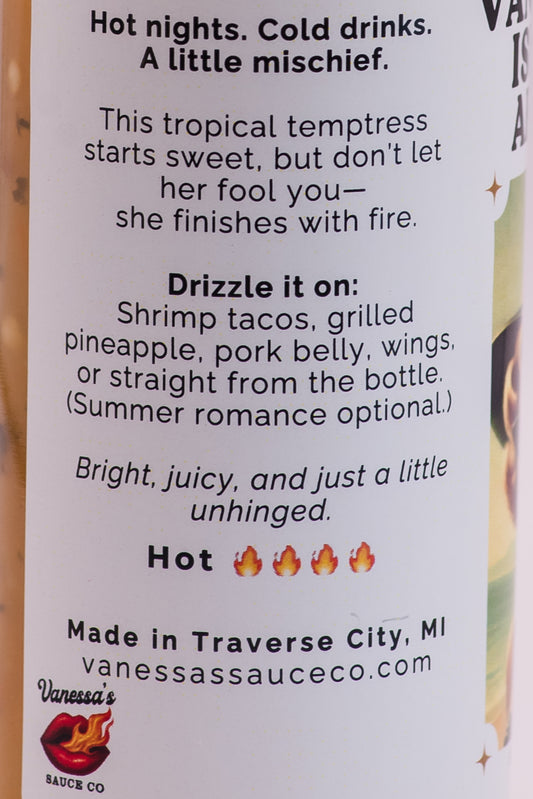 Hot nights. Cold drinks.
A little mischief.
This tropical temptress
starts sweet, but don't let
her fool you—
she finishes with fire.
Drizzle it on:
Shrimp tacos, grilled
pineapple, pork belly, wings,
or straight from the bottle.
(Summer romance optional.)
Bright, juicy, and just a little
unhinged.
Hot 🔥🔥🔥🔥
Made in Traverse City, MI
vanessassauceco.com
Vanessa's
SAUCE CO